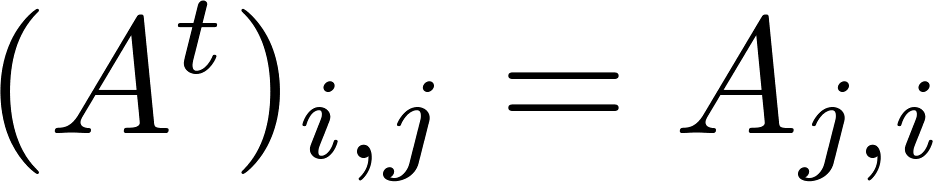 (A^t)_{i,j} = A_{j,i}